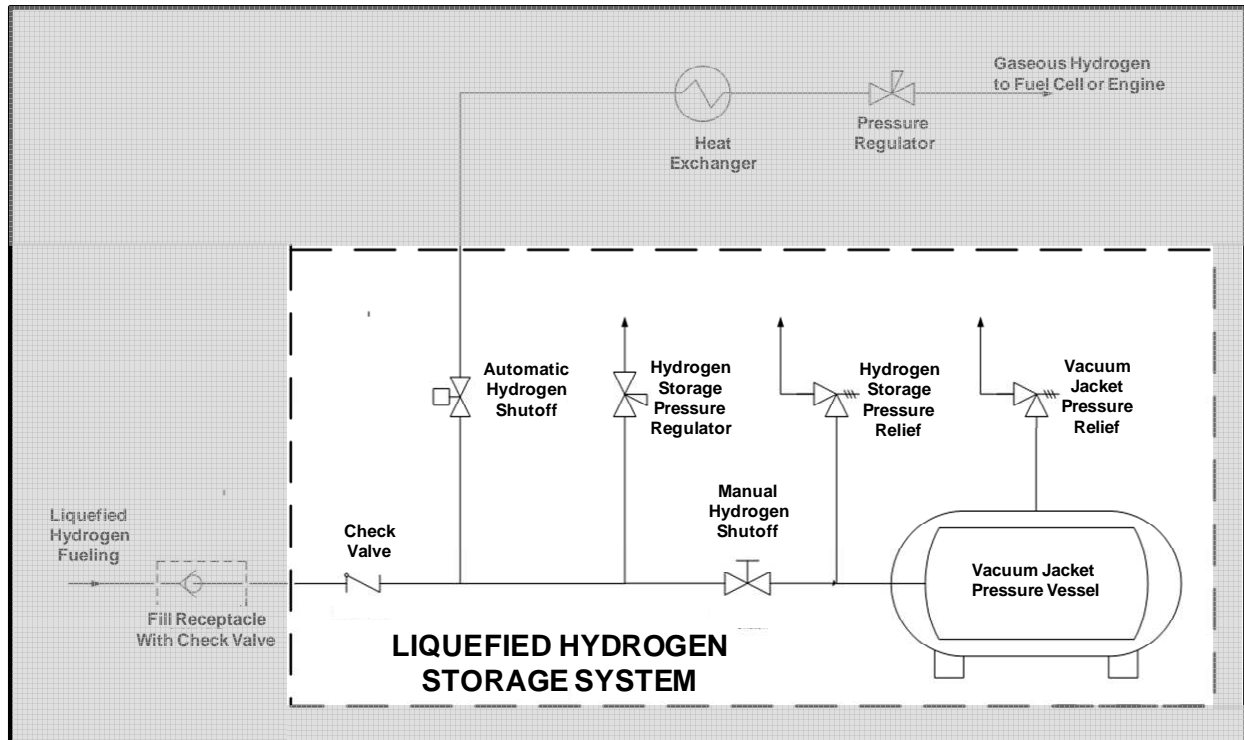 Gaseous Hydrogen
to Fuel Cell or Engine
Heat
Exchanger
Pressure
Regulator
Automatic
Hydrogen
Shutoff
Hydrogen
Storage
Pressure
Regulator
Hydrogen
Storage
Pressure
Relief
Vacuum
Jacket
Pressure
Relief
Liquefied
Hydrogen
Fueling
Check
Valve
Manual
Hydrogen
Shutoff
Vacuum Jacket
Pressure Vessel
Fill Receptacle
With Check Valve
LIQUEFIED HYDROGEN
STORAGE SYSTEM